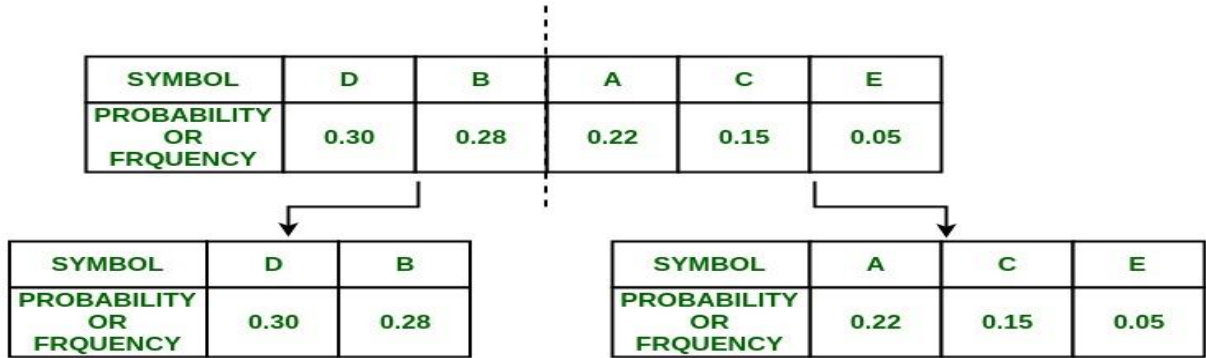 SYMBOL D B A C E
PROBABILITY
OR
FRQUENCY 0.30 0.28 0.22 0.15 0.05
SYMBOL D B
PROBABILITY
OR
FRQUENCY 0.30 0.28
SYMBOL A C E
PROBABILITY
OR
FRQUENCY 0.22 0.15 0.05